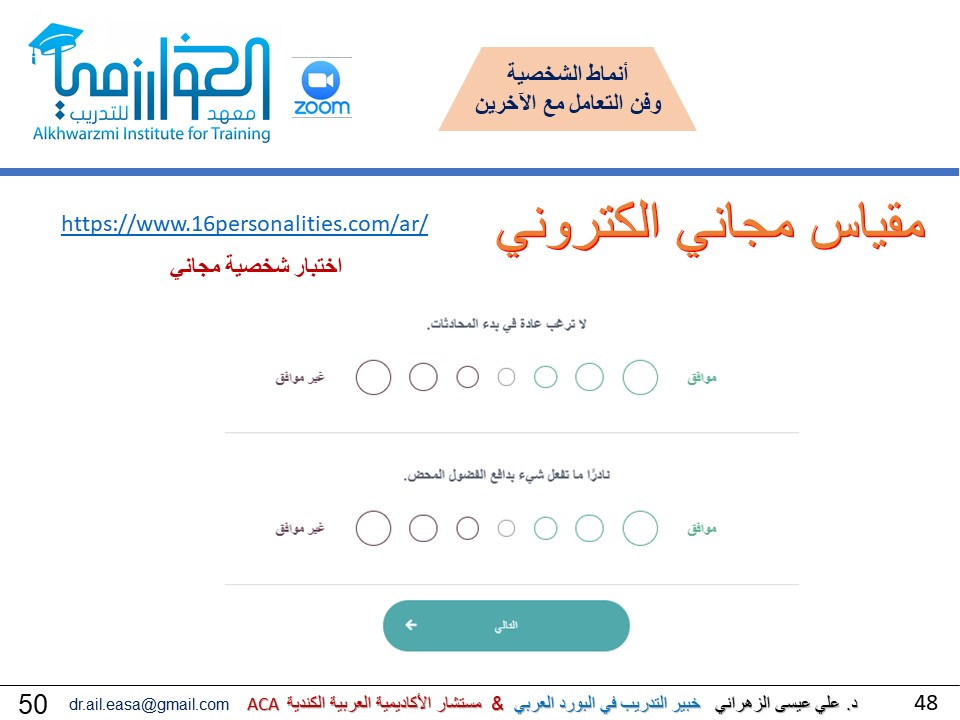 الخوارزمي
معهد للتدريب
Alkhwarzmi Institute for Training
zoom
أنماط الشخصية
وفن التعامل مع الآخرين
مقياس مجاني الكتروني
https://www.16personalities.com/ar/
اختبار شخصية مجاني
لا ترغب عادة في بدء المحادثات.
موافق غير موافق
نادرًا ما تفعل شيء بدافع الفضول المحض.
موافق غير موافق
التالي
48 د. علي عيسى الزهراني خبير التدريب في البورد العربي & مستشار الأكاديمية العربية الكندية ACA dr.ail.easa@gmail.com 50